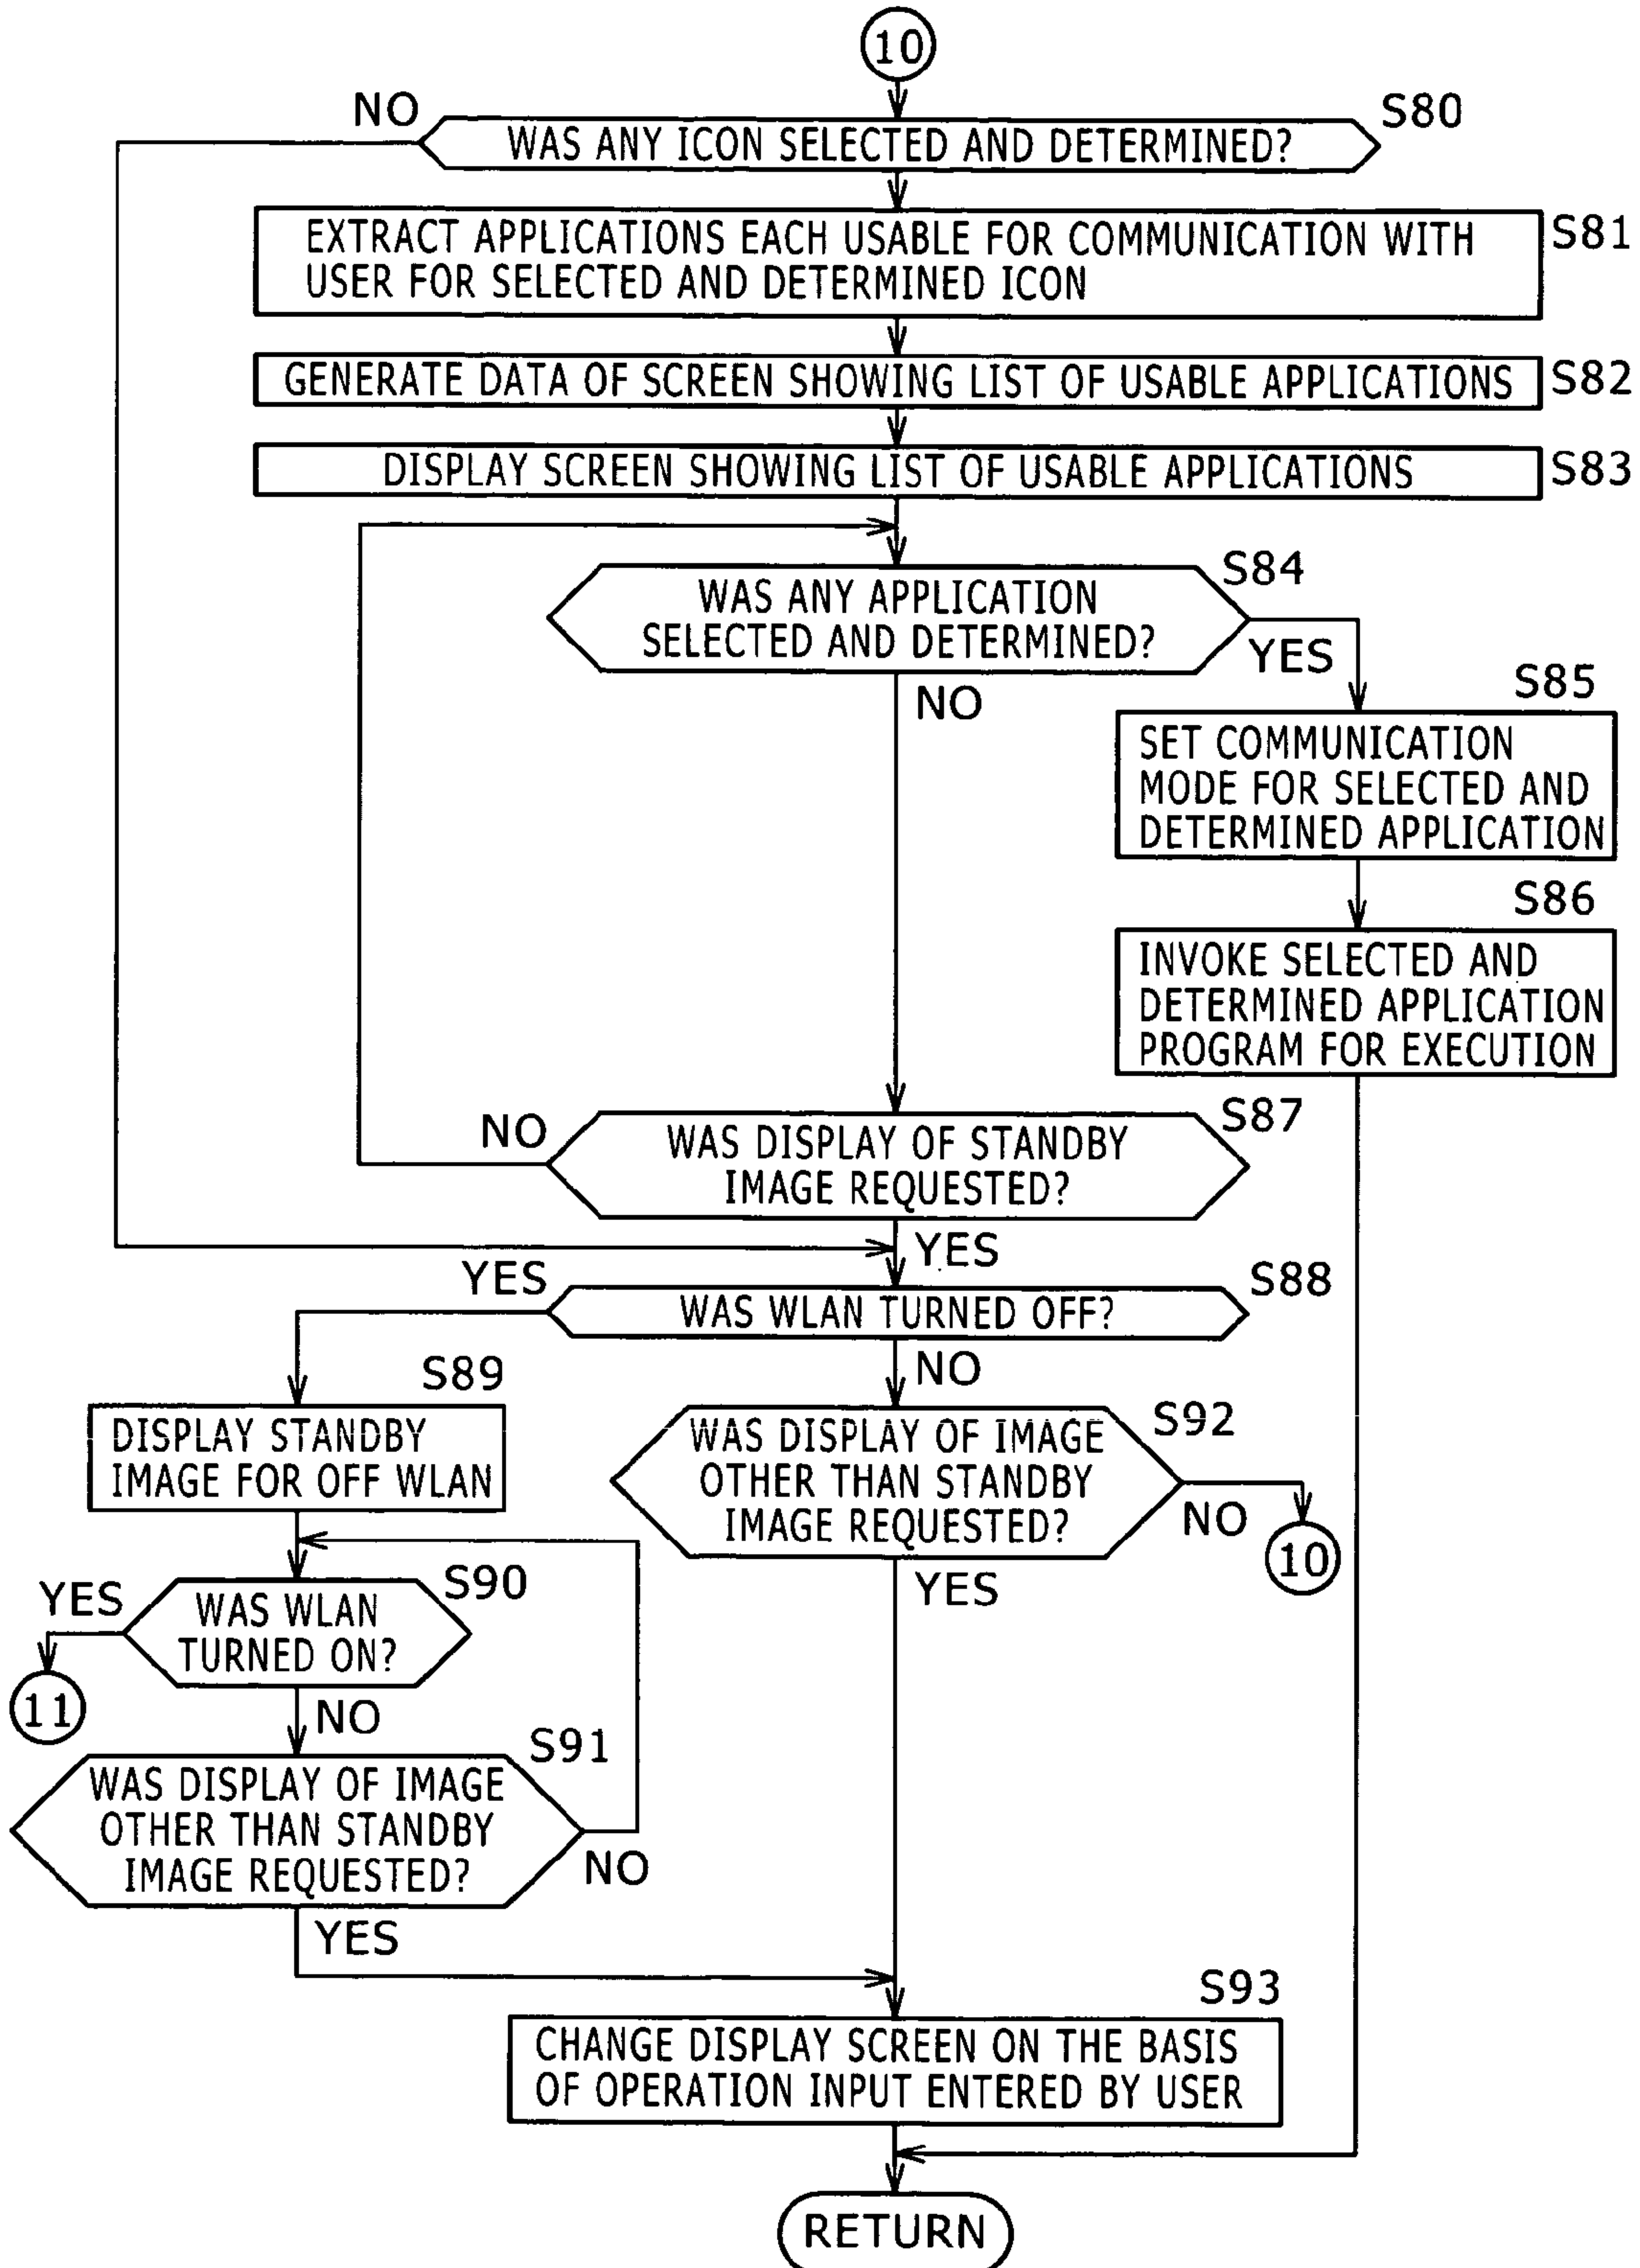 10
NO
S80
WAS ANY ICON SELECTED AND DETERMINED?
S81
EXTRACT APPLICATIONS EACH USABLE FOR COMMUNICATION WITH
USER FOR SELECTED AND DETERMINED ICON
GENERATE DATA OF SCREEN SHOWING LIST OF USABLE APPLICATIONS
S82
DISPLAY SCREEN SHOWING LIST OF USABLE APPLICATIONS
S83
S84
WAS ANY APPLICATION
SELECTED AND DETERMINED?
YES
NO
S85
SET COMMUNICATION
MODE FOR SELECTED AND
DETERMINED APPLICATION
S86
INVOKE SELECTED AND
DETERMINED APPLICATION
PROGRAM FOR EXECUTION
S87
NO
WAS DISPLAY OF STANDBY
IMAGE REQUESTED?
YES
YES
S88
WAS WLAN TURNED OFF?
NO
S89
DISPLAY STANDBY
IMAGE FOR OFF WLAN
S92
WAS DISPLAY OF IMAGE
OTHER THAN STANDBY
IMAGE REQUESTED?
NO
10
YES
S90
YES
WAS WLAN
TURNED ON?
11
NO
S91
WAS DISPLAY OF IMAGE
OTHER THAN STANDBY
IMAGE REQUESTED?
NO
YES
S93
CHANGE DISPLAY SCREEN ON THE BASIS
OF OPERATION INPUT ENTERED BY USER
RETURN